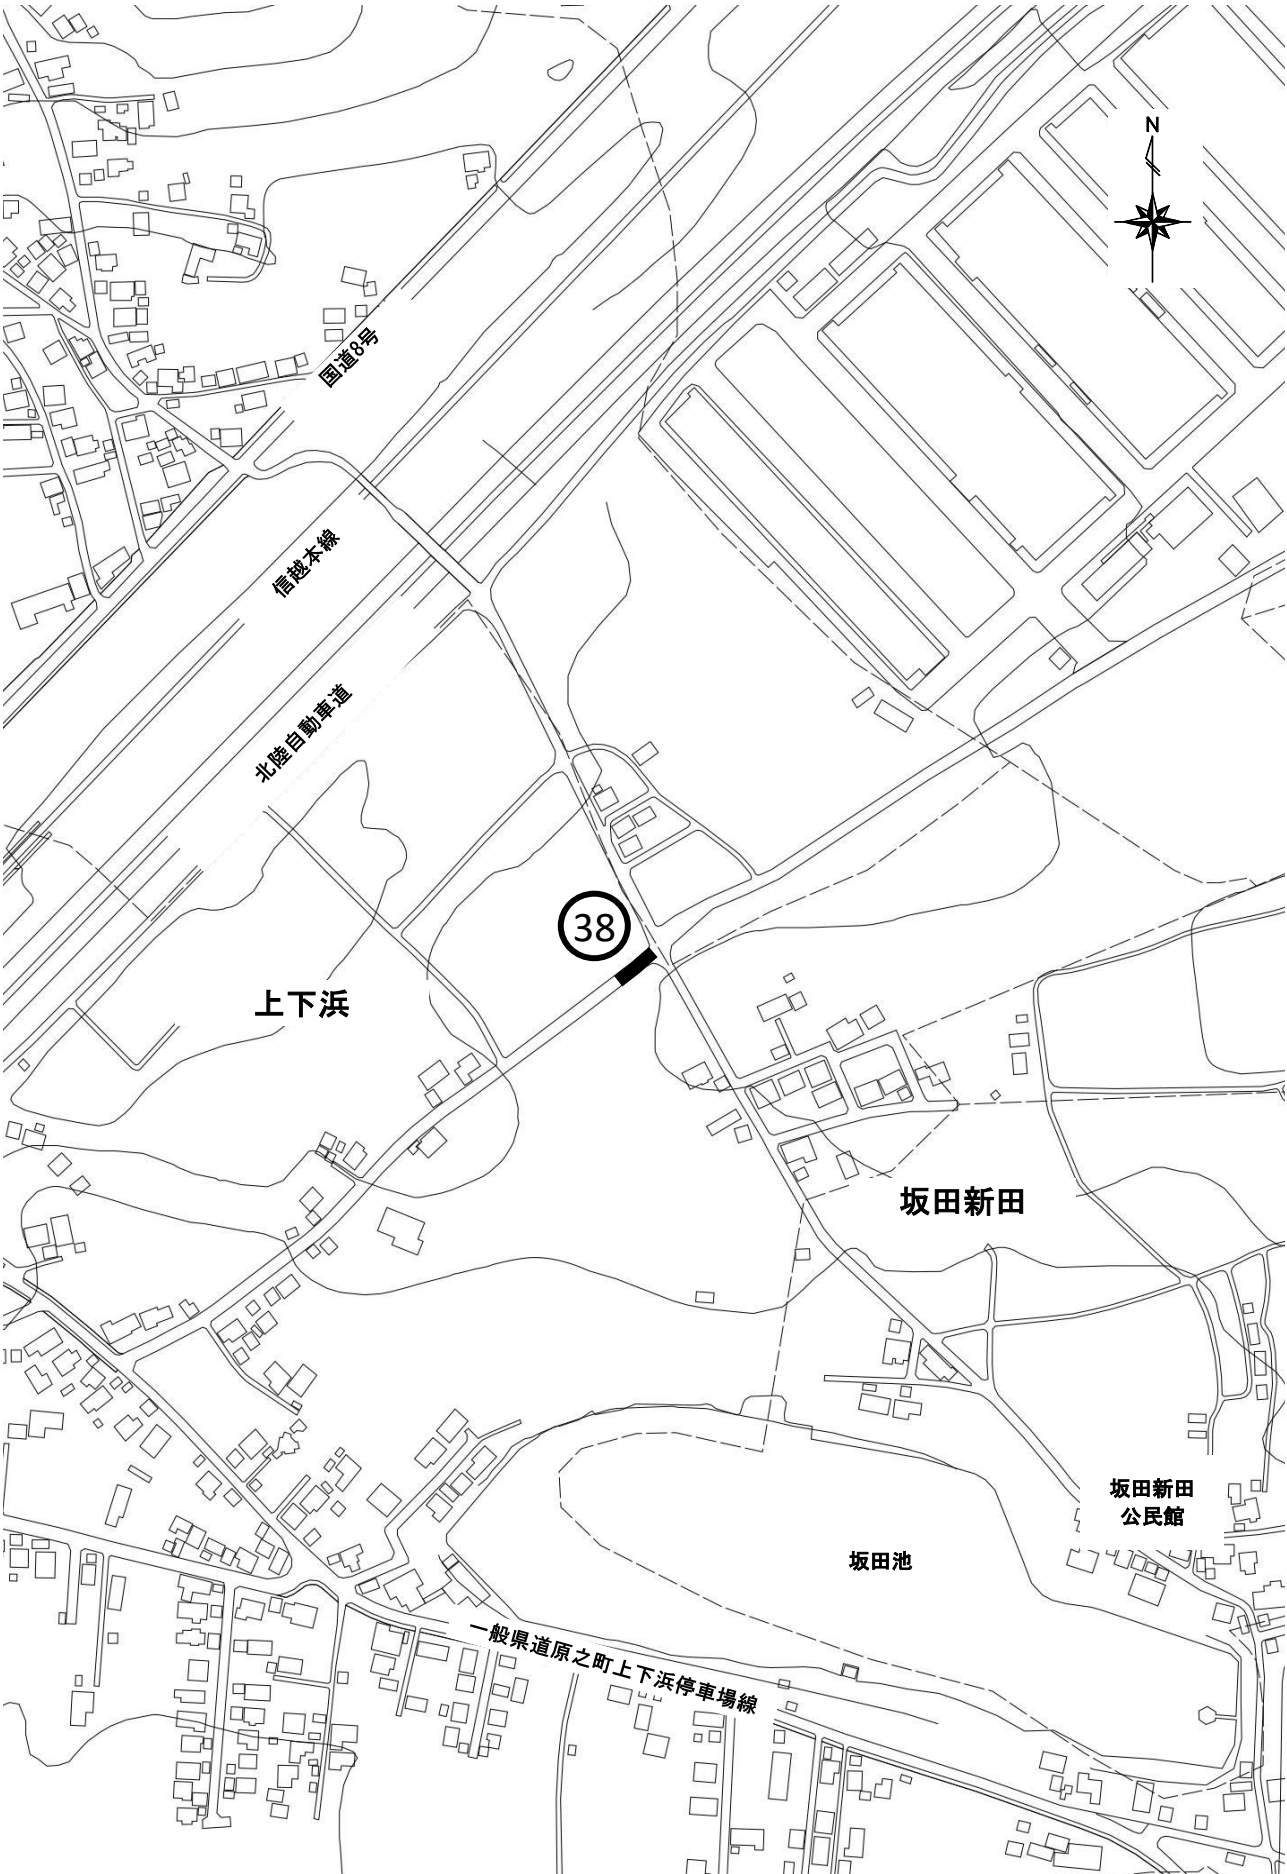 N
国道8号
信越本線
北陸自動車道
38
上下浜
坂田新田
坂田新田
公民館
坂田池
一般県道原之町上下浜停車場線